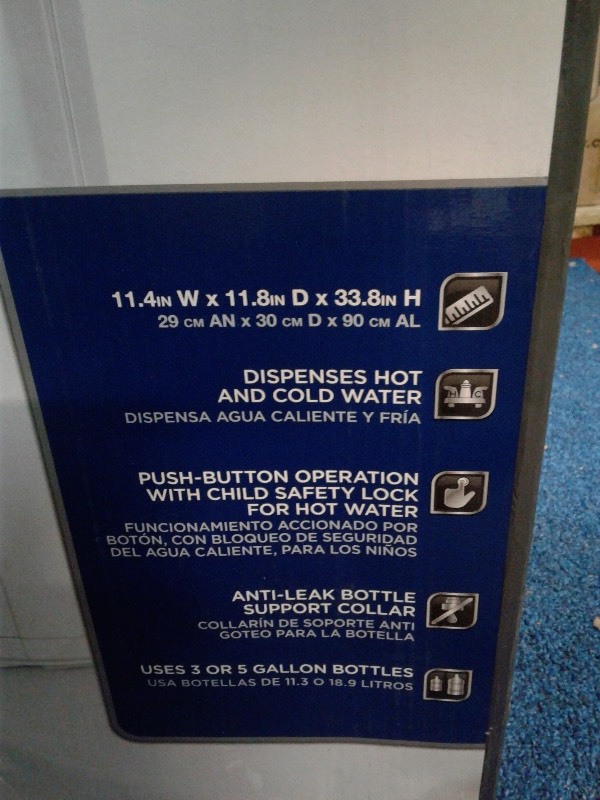 11.4IN W x 11.8IN D x 33.8IN H
29 CM AN x 30 CM D x 90 CM AL
DISPENSES HOT
AND COLD WATER
DISPENSA AGUA CALIENTE Y FRÍA
PUSH-BUTTON OPERATION
WITH CHILD SAFETY LOCK
FOR HOT WATER
FUNCIONAMIENTO ACCIONADO POR
BOTÓN, CON BLOQUEO DE SEGURIDAD
DEL AGUA CALIENTE, PARA LOS NIÑOS
ANTI-LEAK BOTTLE
SUPPORT COLLAR
COLLARÍN DE SOPORTE ANTI
GOTEO PARA LA BOTELLA
USES 3 OR 5 GALLON BOTTLES
USA BOTELLAS DE 11.3 O 18.9 LITROS